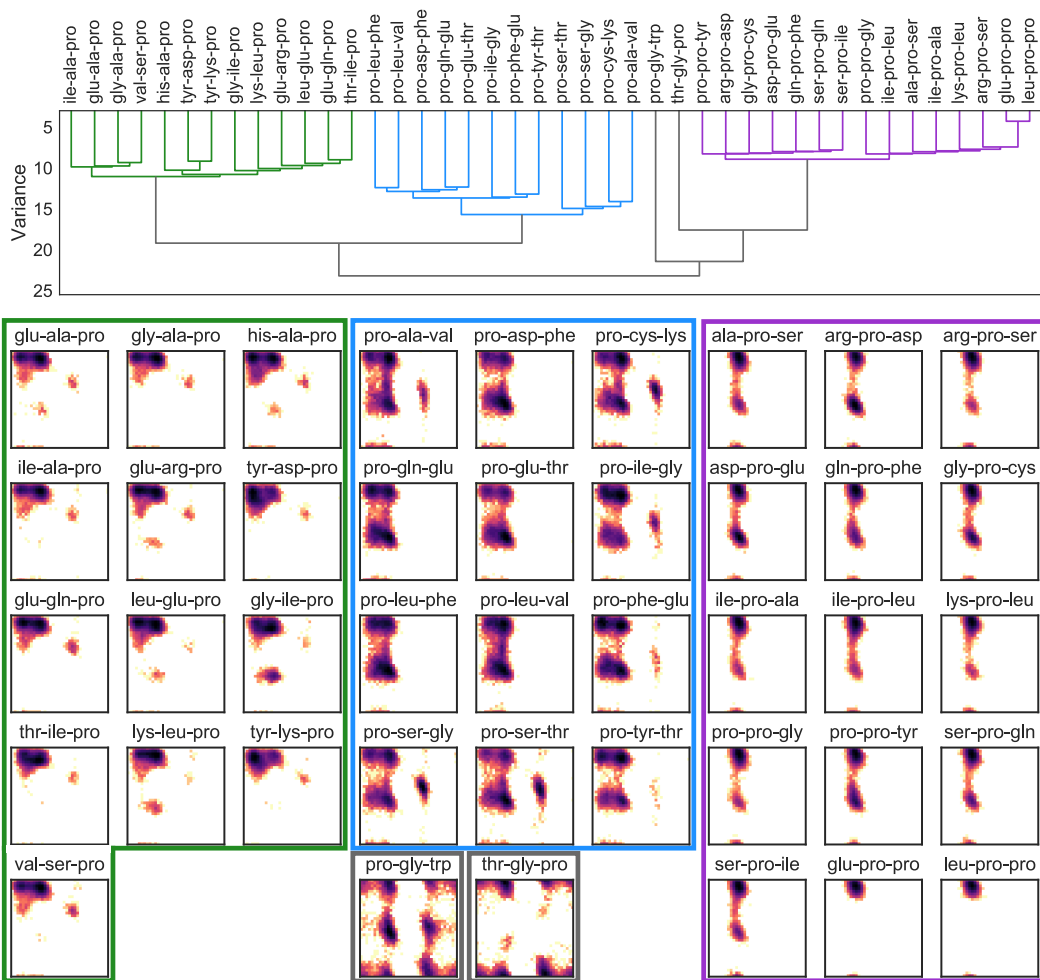 ile-ala-pro
glu-ala-pro
gly-ala-pro
val-ser-pro
his-ala-pro
tyr-asp-pro
tyr-lys-pro
gly-ile-pro
lys-leu-pro
glu-arg-pro
leu-glu-pro
glu-gln-pro
thr-ile-pro
pro-leu-phe
pro-leu-val
pro-asp-phe
pro-gln-glu
pro-glu-thr
pro-ile-gly
pro-phe-glu
pro-tyr-thr
pro-ser-thr
pro-ser-gly
pro-cys-lys
pro-ala-val
pro-gly-trp
thr-gly-pro
pro-pro-tyr
arg-pro-asp
gly-pro-cys
asp-pro-glu
gln-pro-phe
ser-pro-gln
ser-pro-ile
pro-pro-gly
ile-pro-leu
ala-pro-ser
ile-pro-ala
lys-pro-leu
arg-pro-ser
glu-pro-pro
leu-pro-pro
Variance
5
10
15
20
25
glu-ala-pro gly-ala-pro his-ala-pro pro-ala-val pro-asp-phe pro-cys-lys ala-pro-ser arg-pro-asp arg-pro-ser
ile-ala-pro glu-arg-pro tyr-asp-pro pro-gln-glu pro-glu-thr pro-ile-gly asp-pro-glu gln-pro-phe gly-pro-cys
glu-gln-pro leu-glu-pro gly-ile-pro pro-leu-phe pro-leu-val pro-phe-glu ile-pro-ala ile-pro-leu lys-pro-leu
thr-ile-pro lys-leu-pro tyr-lys-pro pro-ser-gly pro-ser-thr pro-tyr-thr pro-pro-gly pro-pro-tyr ser-pro-gln
val-ser-pro pro-gly-trp thr-gly-pro ser-pro-ile glu-pro-pro leu-pro-pro